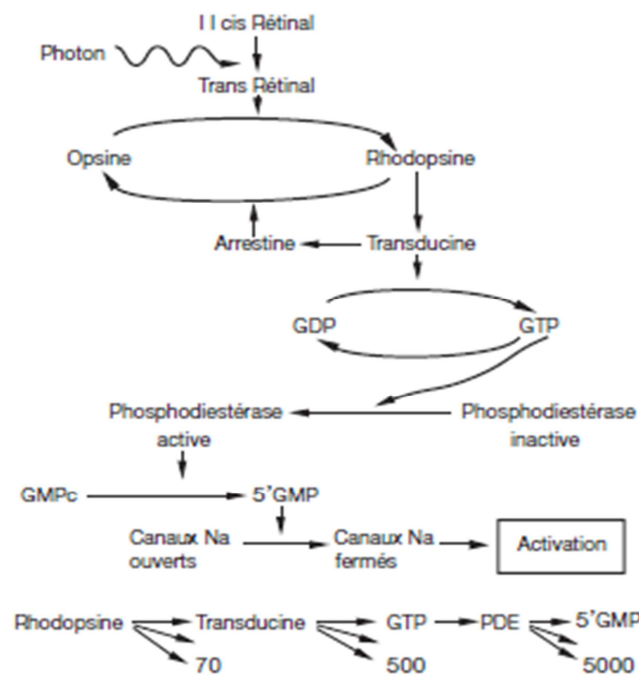 11 cis Rétinal
Photon
Trans Rétinal
Opsine Rhodopsine
Arrestine Transducine
GDP GTP
Phosphodiestérase Phosphodiestérase
active inactive
GMPc 5'GMP
Canaux Na Canaux Na Activation
ouverts fermés
Rhodopsine Transducine GTP PDE 5'GMP
70 500 5000